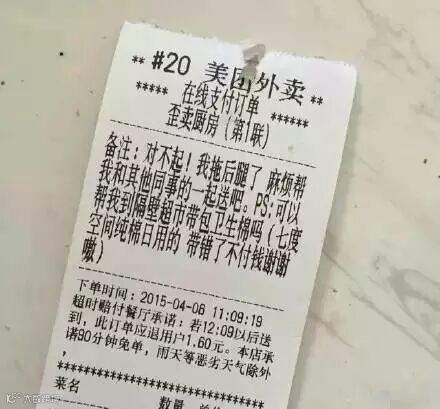 ** #20 美团外卖 **
***** 在线支付订单 ******
歪卖厨房（第1联）
备注：对不起！我拖后腿了 麻烦帮
我和其他同事的一起送吧。PS:可以
帮我到隔壁超市带包卫生棉吗（七度
空间纯棉日用的 带错了不付钱谢谢
嗷）
下单时间：2015-04-06 11:09:19
超时赔付餐厅承诺：若12:09以后送
到，此订单应退用户1.60元。本店承
诺90分钟免单，雨天等恶劣天气除外
，
菜名 数量